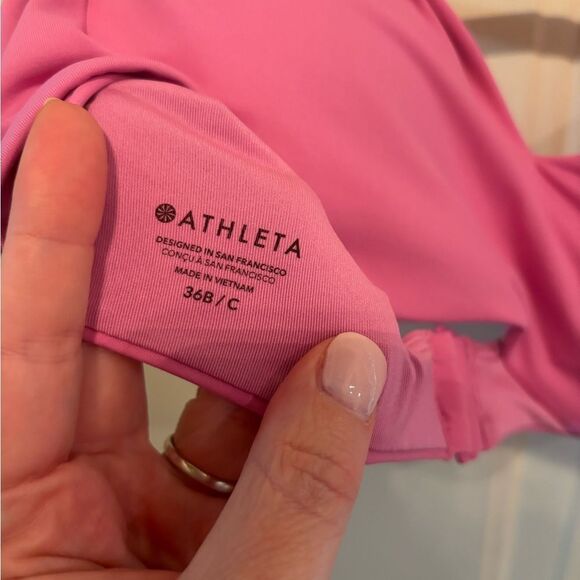 ATHLETA
DESIGNED IN SAN FRANCISCO
CONÇU À SAN FRANCISCO
MADE IN VIETNAM
36B / C